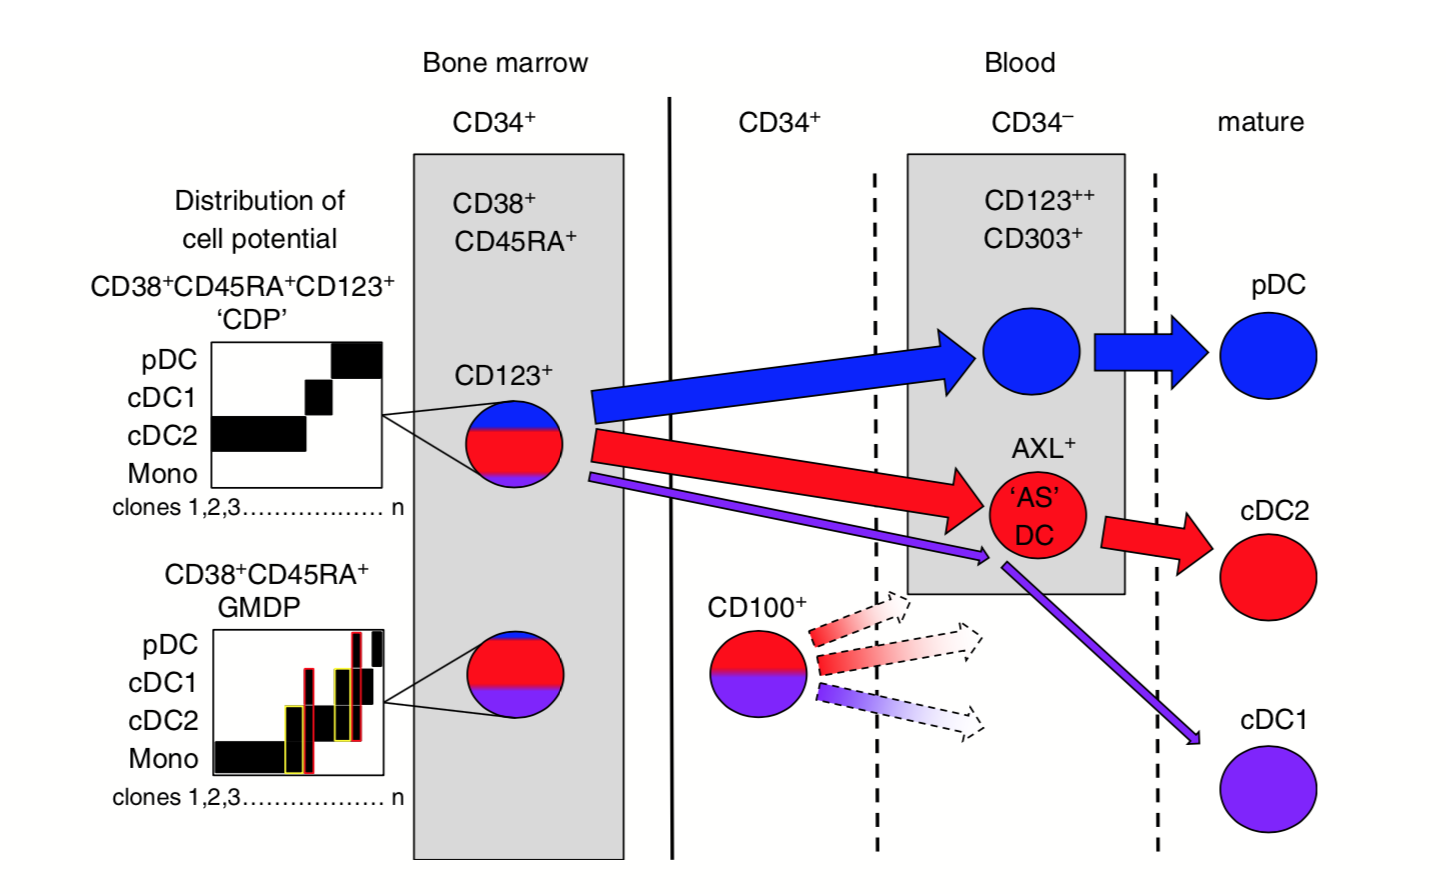 Bone marrow
Blood
CD34⁺
CD34⁺
CD34⁻
mature
Distribution of
cell potential
CD38⁺CD45RA⁺CD123⁺
‘CDP’
pDC
cDC1
cDC2
Mono
clones 1,2,3.................. n
CD38⁺CD45RA⁺
GMDP
pDC
cDC1
cDC2
Mono
clones 1,2,3.................. n
CD38⁺
CD45RA⁺
CD123⁺
CD100⁺
CD123⁺⁺
CD303⁺
AXL⁺
‘AS’
DC
pDC
cDC2
cDC1